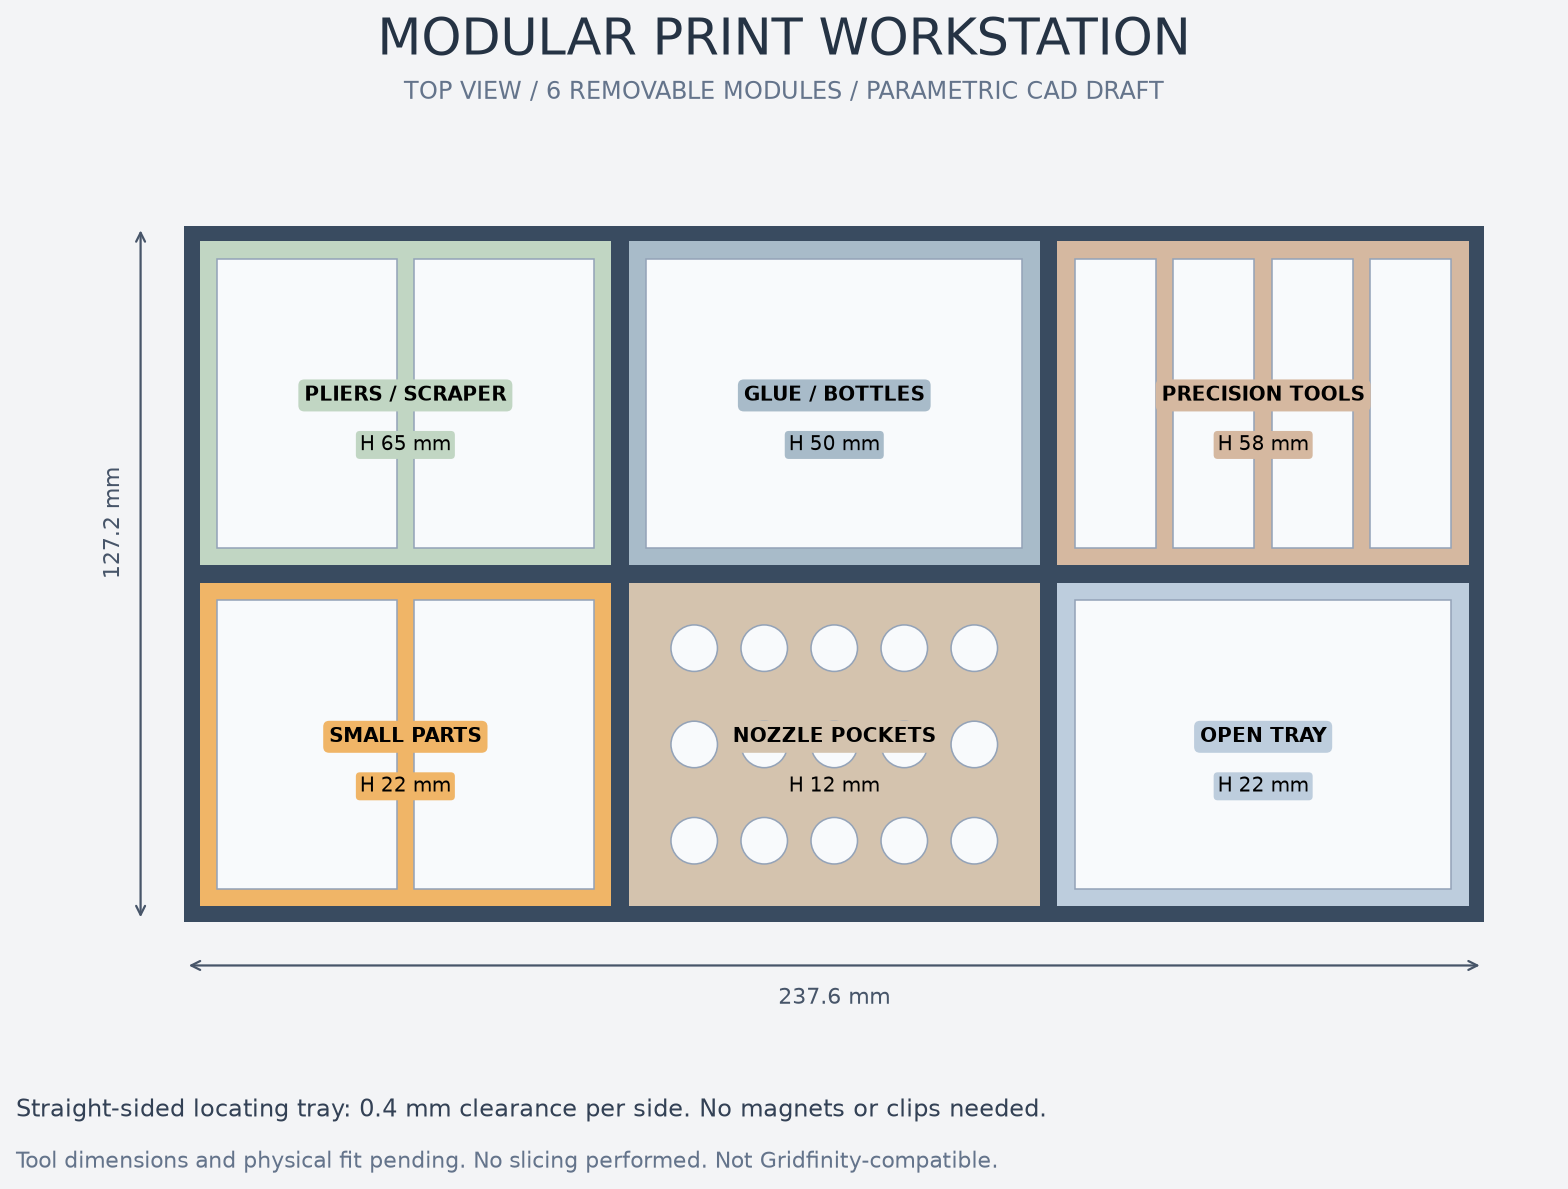 MODULAR PRINT WORKSTATION
TOP VIEW / 6 REMOVABLE MODULES / PARAMETRIC CAD DRAFT
PLIERS / SCRAPER
H 65 mm
GLUE / BOTTLES
H 50 mm
PRECISION TOOLS
H 58 mm
127.2 mm
SMALL PARTS
H 22 mm
NOZZLE POCKETS
H 12 mm
OPEN TRAY
H 22 mm
237.6 mm
Straight-sided locating tray: 0.4 mm clearance per side. No magnets or clips needed.
Tool dimensions and physical fit pending. No slicing performed. Not Gridfinity-compatible.